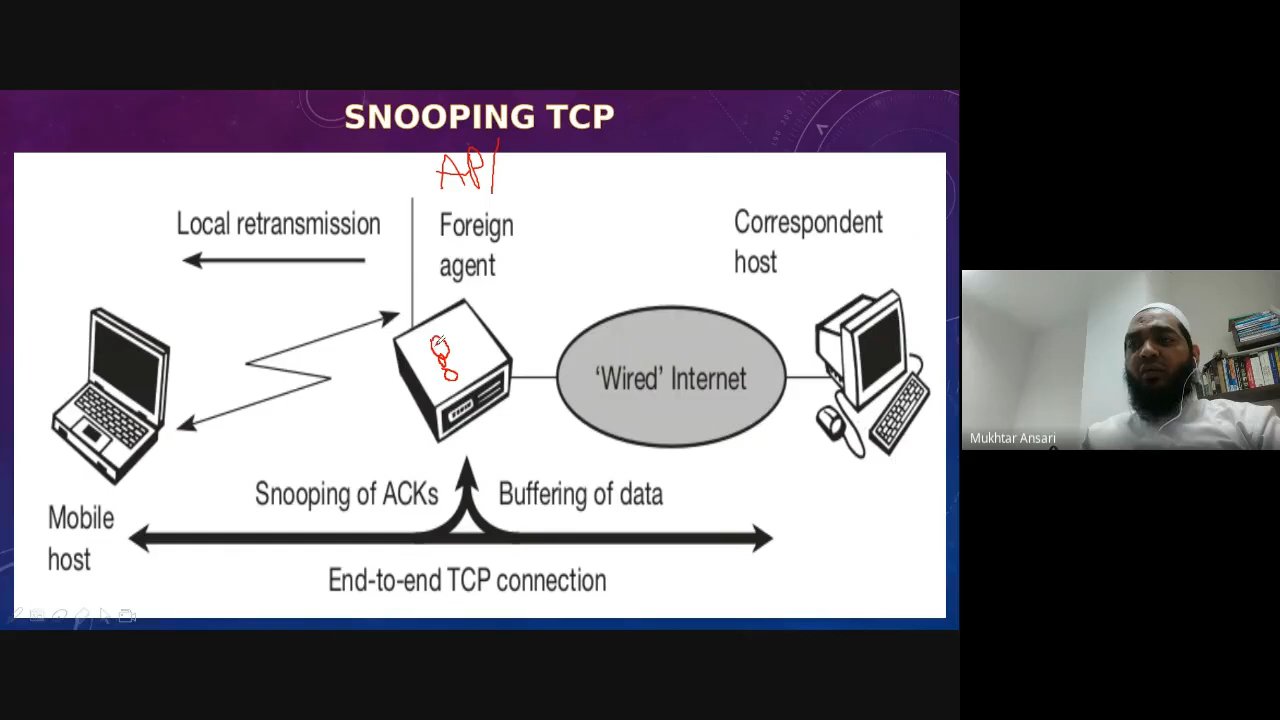 SNOOPING TCP
AP/
Local retransmission
Foreign
agent
Correspondent
host
'Wired' Internet
Snooping of ACKs
Buffering of data
Mobile
host
End-to-end TCP connection
Mukhtar Ansari